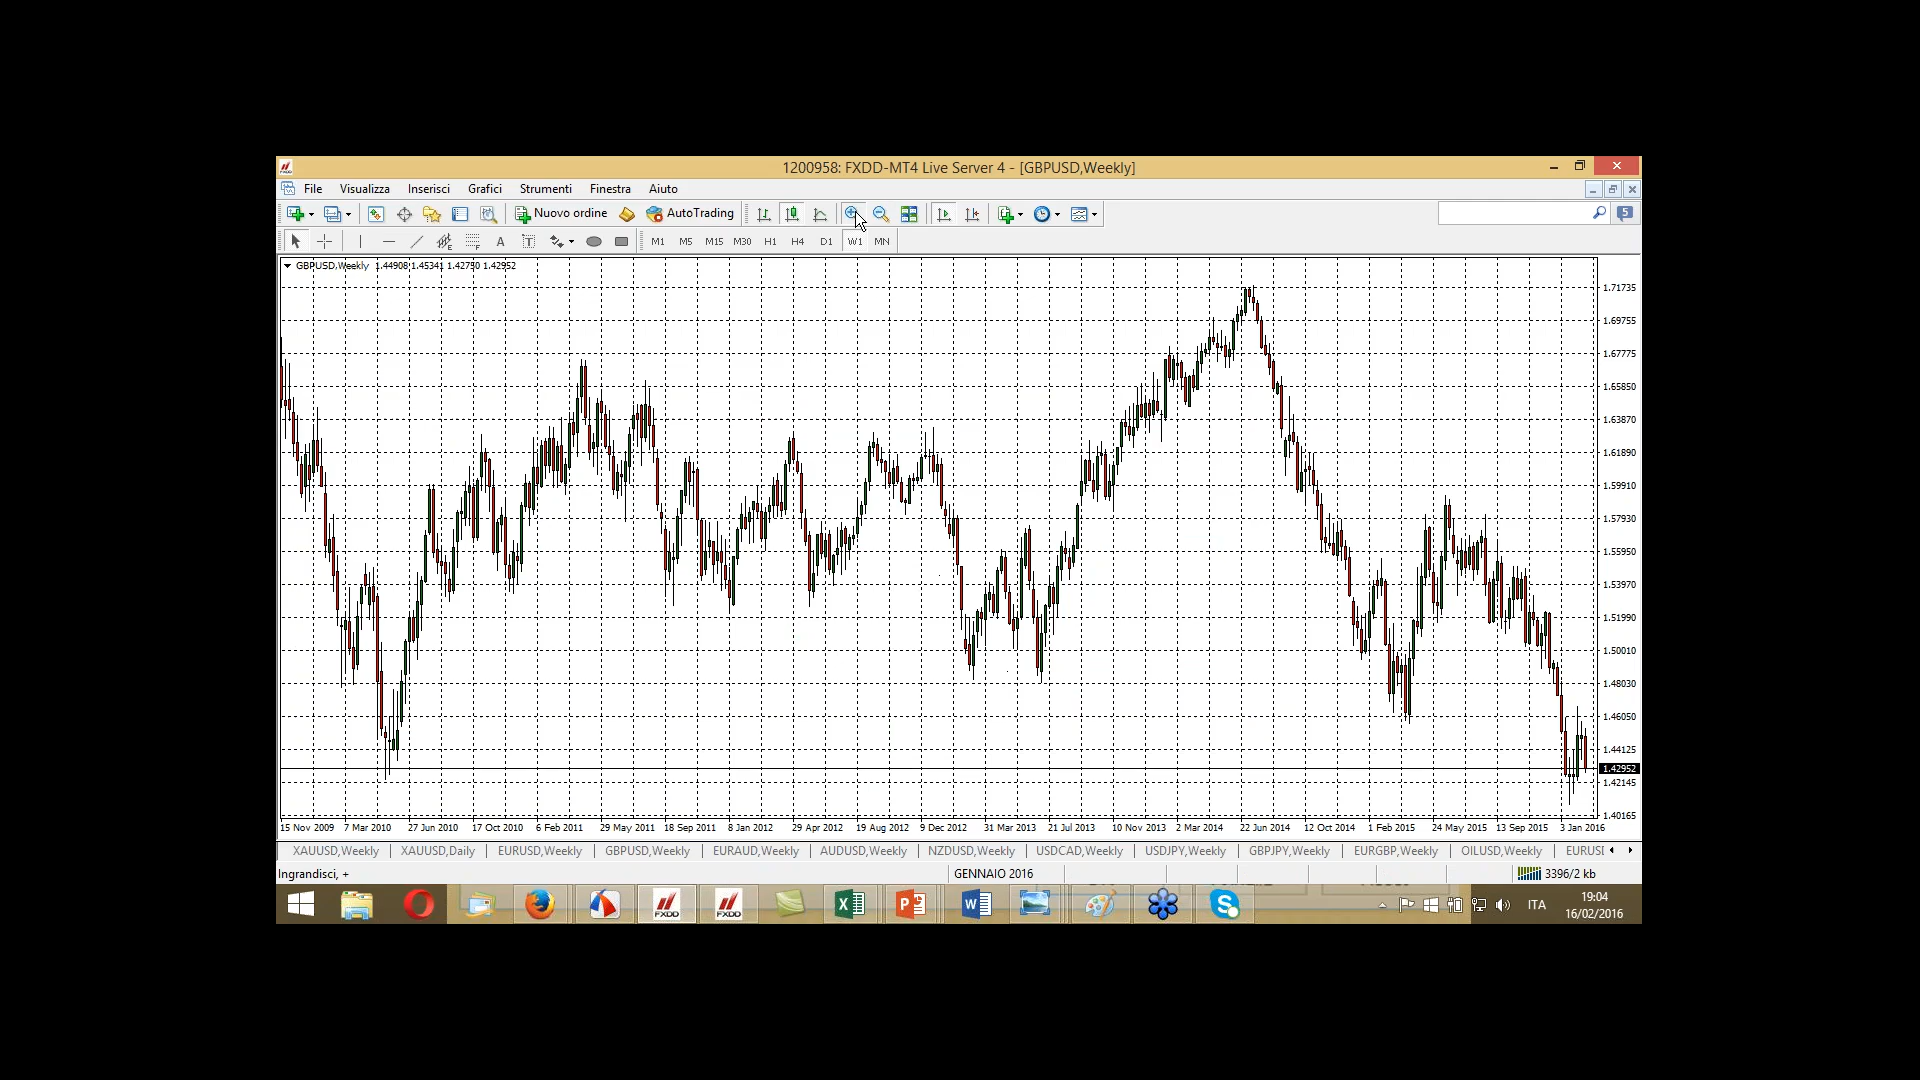 1200958: FXDD-MT4 Live Server 4 - [GBPUSD,Weekly]
File Visualizza Inserisci Grafici Strumenti Finestra Aiuto
Nuovo ordine AutoTrading 5
A T M1 M5 M15 M30 H1 H4 D1 W1 MN
GBPUSD,Weekly 1.44908 1.45341 1.42750 1.42952
1.71735
1.69755
1.67775
1.65850
1.63870
1.61890
1.59910
1.57930
1.55950
1.53970
1.51990
1.50010
1.48030
1.46050
1.44125
1.42952
1.42145
1.40165
15 Nov 2009 7 Mar 2010 27 Jun 2010 17 Oct 2010 6 Feb 2011 29 May 2011 18 Sep 2011 8 Jan 2012 29 Apr 2012 19 Aug 2012 9 Dec 2012 31 Mar 2013 21 Jul 2013 10 Nov 2013 2 Mar 2014 22 Jun 2014 12 Oct 2014 1 Feb 2015 24 May 2015 13 Sep 2015 3 Jan 2016
XAUUSD,Weekly XAUUSD,Daily EURUSD,Weekly GBPUSD,Weekly EURAUD,Weekly AUDUSD,Weekly NZDUSD,Weekly USDCAD,Weekly USDJPY,Weekly GBPJPY,Weekly EURGBP,Weekly OILUSD,Weekly EURUSI
Ingrandisci, + GENNAIO 2016 3396/2 kb
FXDD FXDD ITA 19:04
16/02/2016